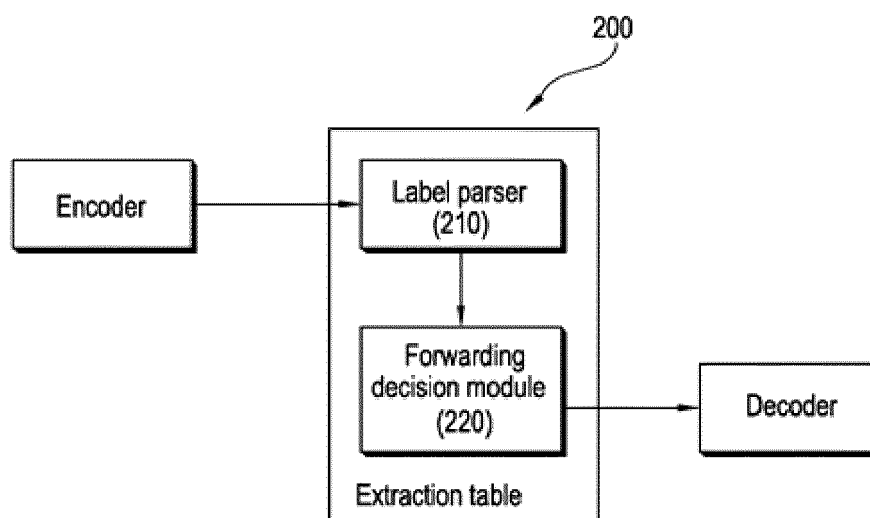 200
Encoder
Label parser
(210)
Forwarding
decision module
(220)
Decoder
Extraction table